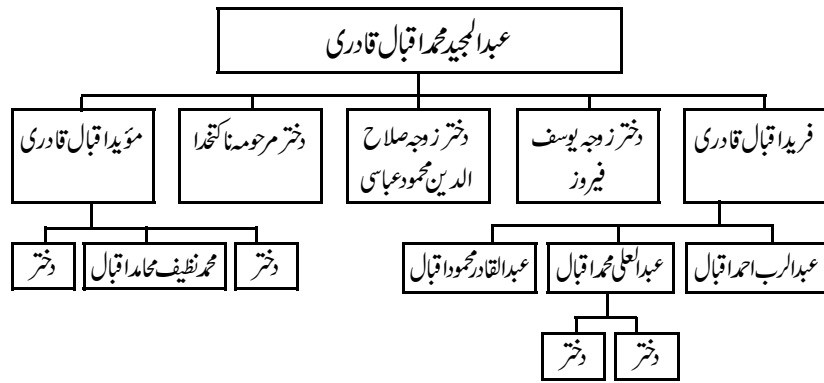 عبدالمجید محمد اقبال قادری
فرید اقبال قادری
دختر زوجہ یوسف
فیروز
دختر زوجہ صلاح
الدین محمود عباسی
دختر مرحومہ ناکتخدا
مؤید اقبال قادری
عبدالرب احمد اقبال
عبدالعلی محمد اقبال
عبدالقادر محمود اقبال
دختر
محمد نظیف محامد اقبال
دختر
دختر
دختر